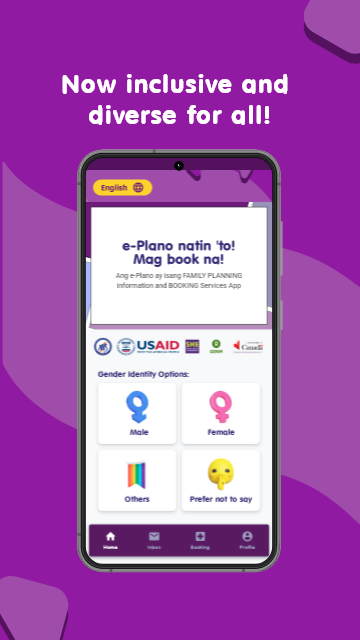 Now inclusive and
diverse for all!
English
e-Plano natin 'to!
Mag book na!
Ang e-Plano ay isang FAMILY PLANNING
information and BOOKING Services App
USAID
Canada
Gender Identity Options:
Male
Female
Others
Prefer not to say
Home
Inbox
Booking
Profile